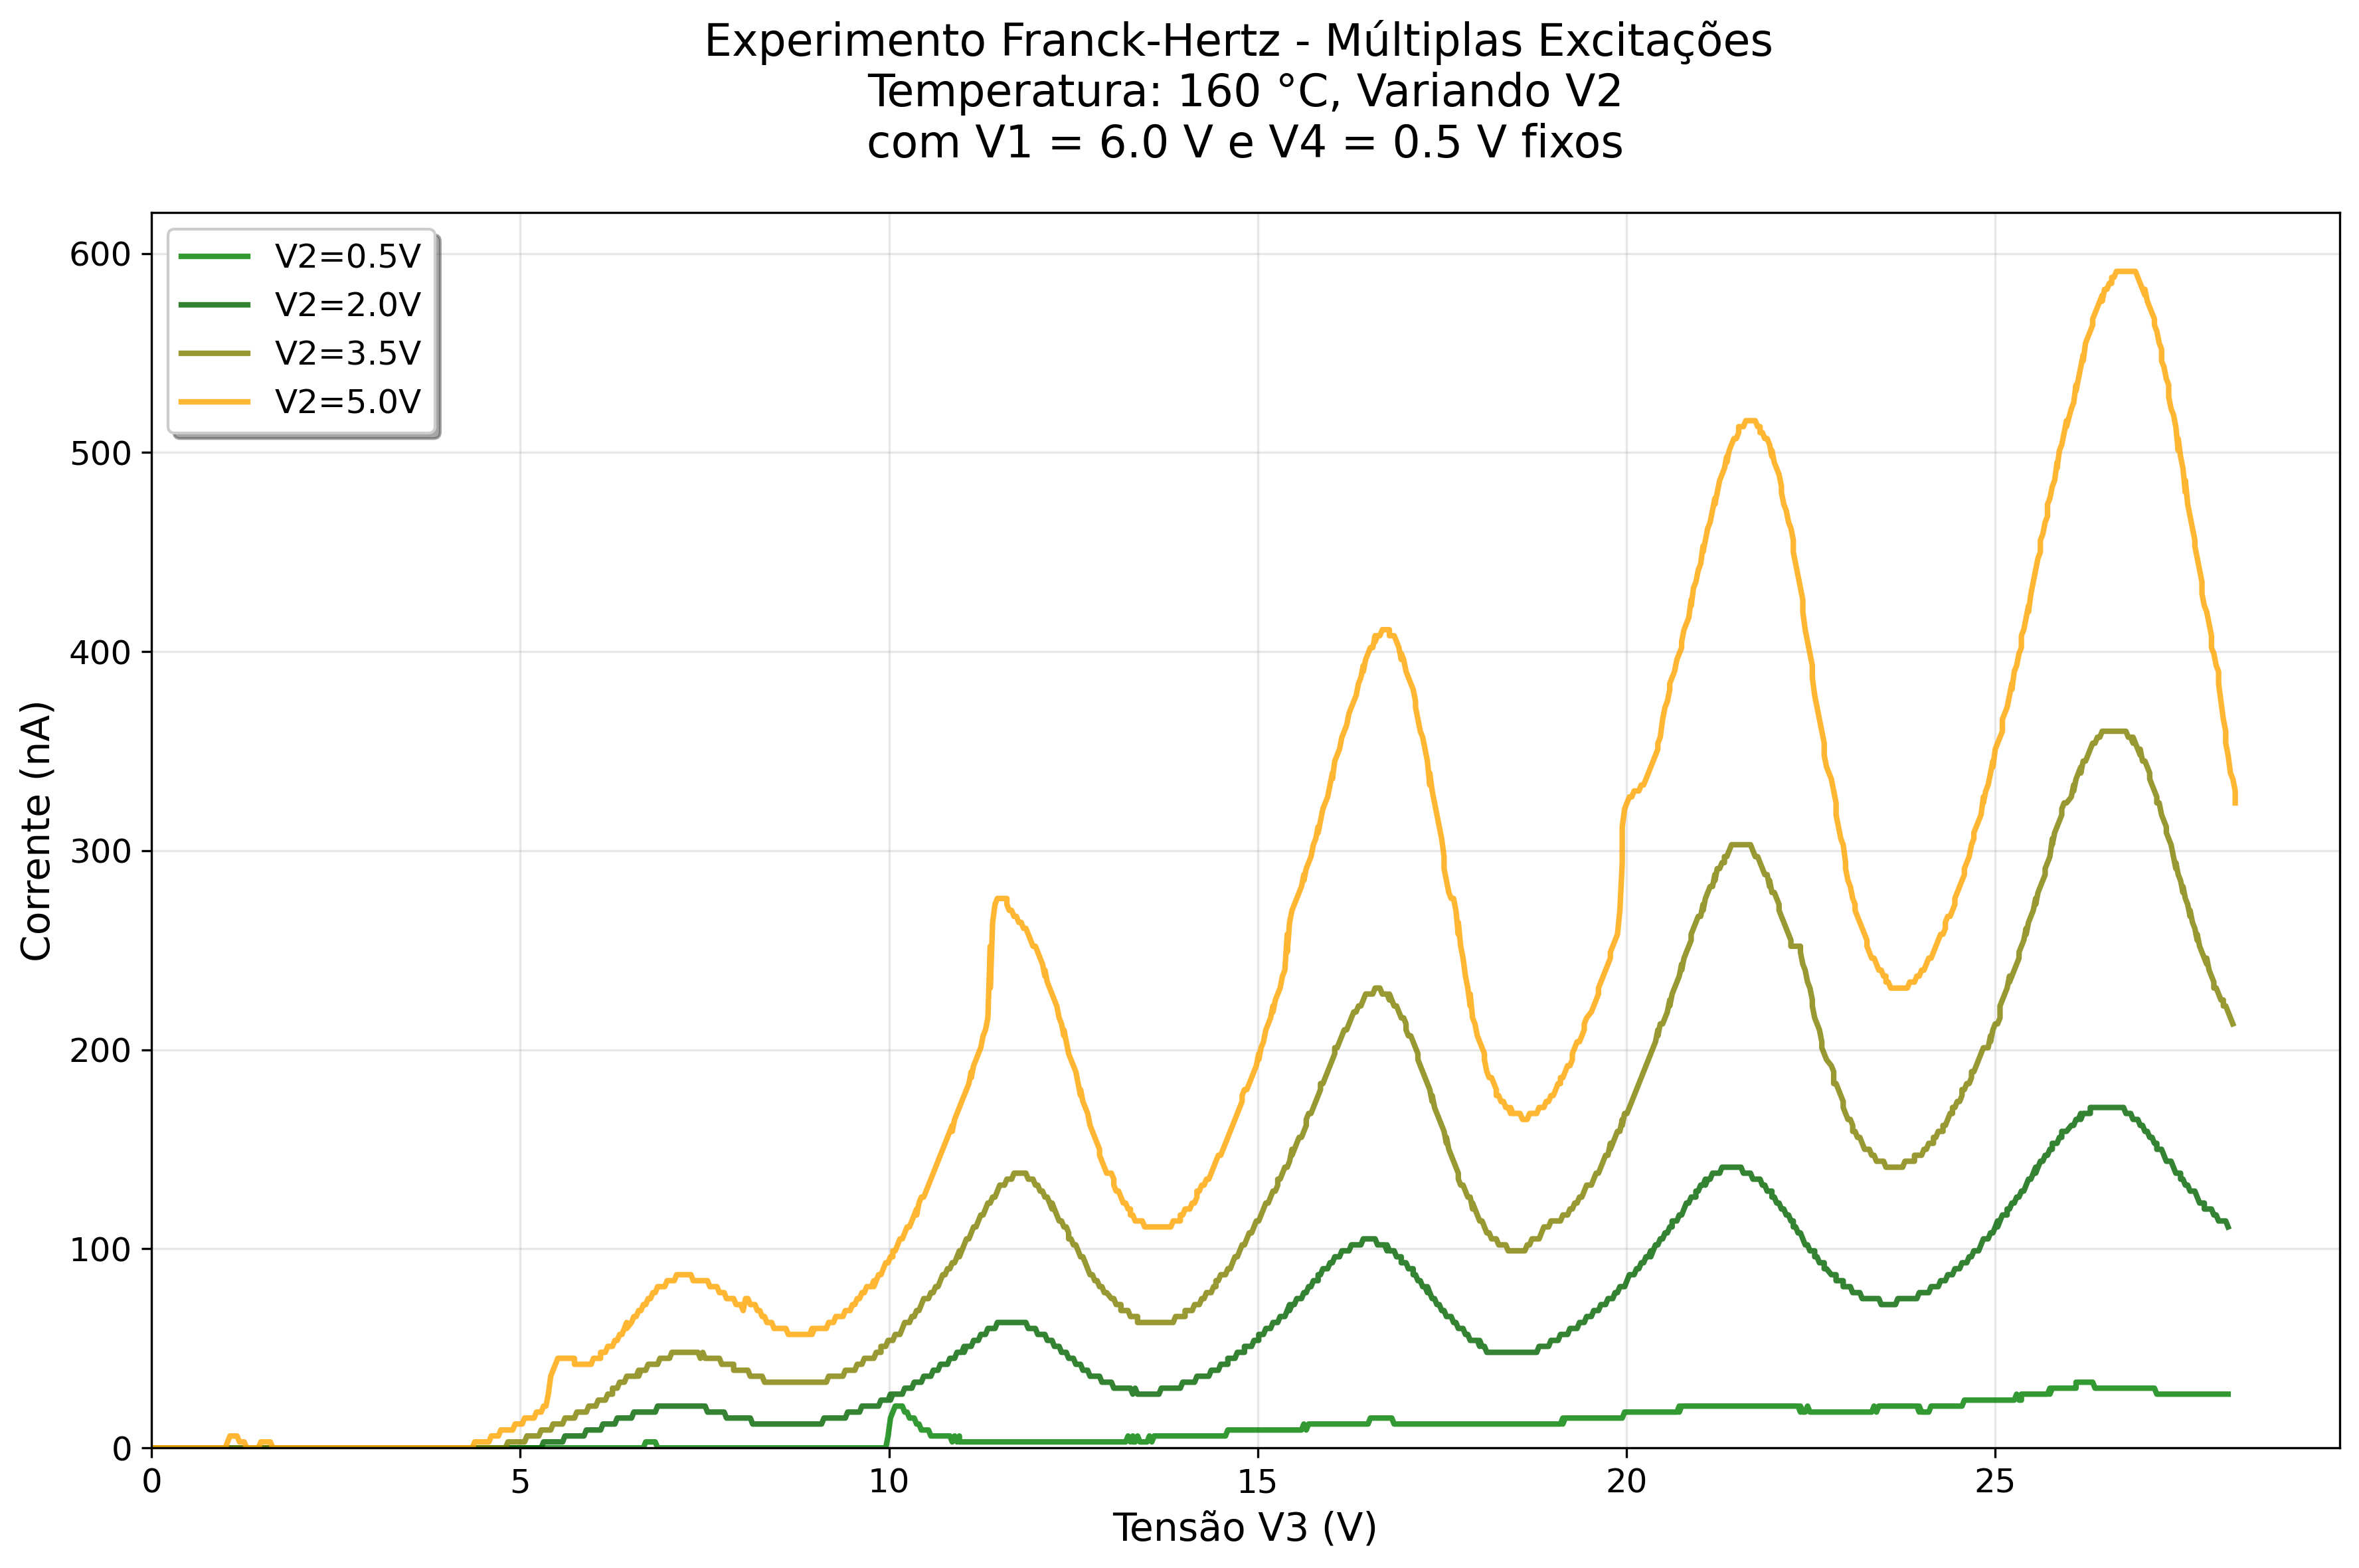 Experimento Franck-Hertz - Múltiplas Excitações
Temperatura: 160 °C, Variando V2
com V1 = 6.0 V e V4 = 0.5 V fixos
V2=0.5V
V2=2.0V
V2=3.5V
V2=5.0V
600
500
400
300
200
100
0
Corrente (nA)
0 5 10 15 20 25
Tensão V3 (V)